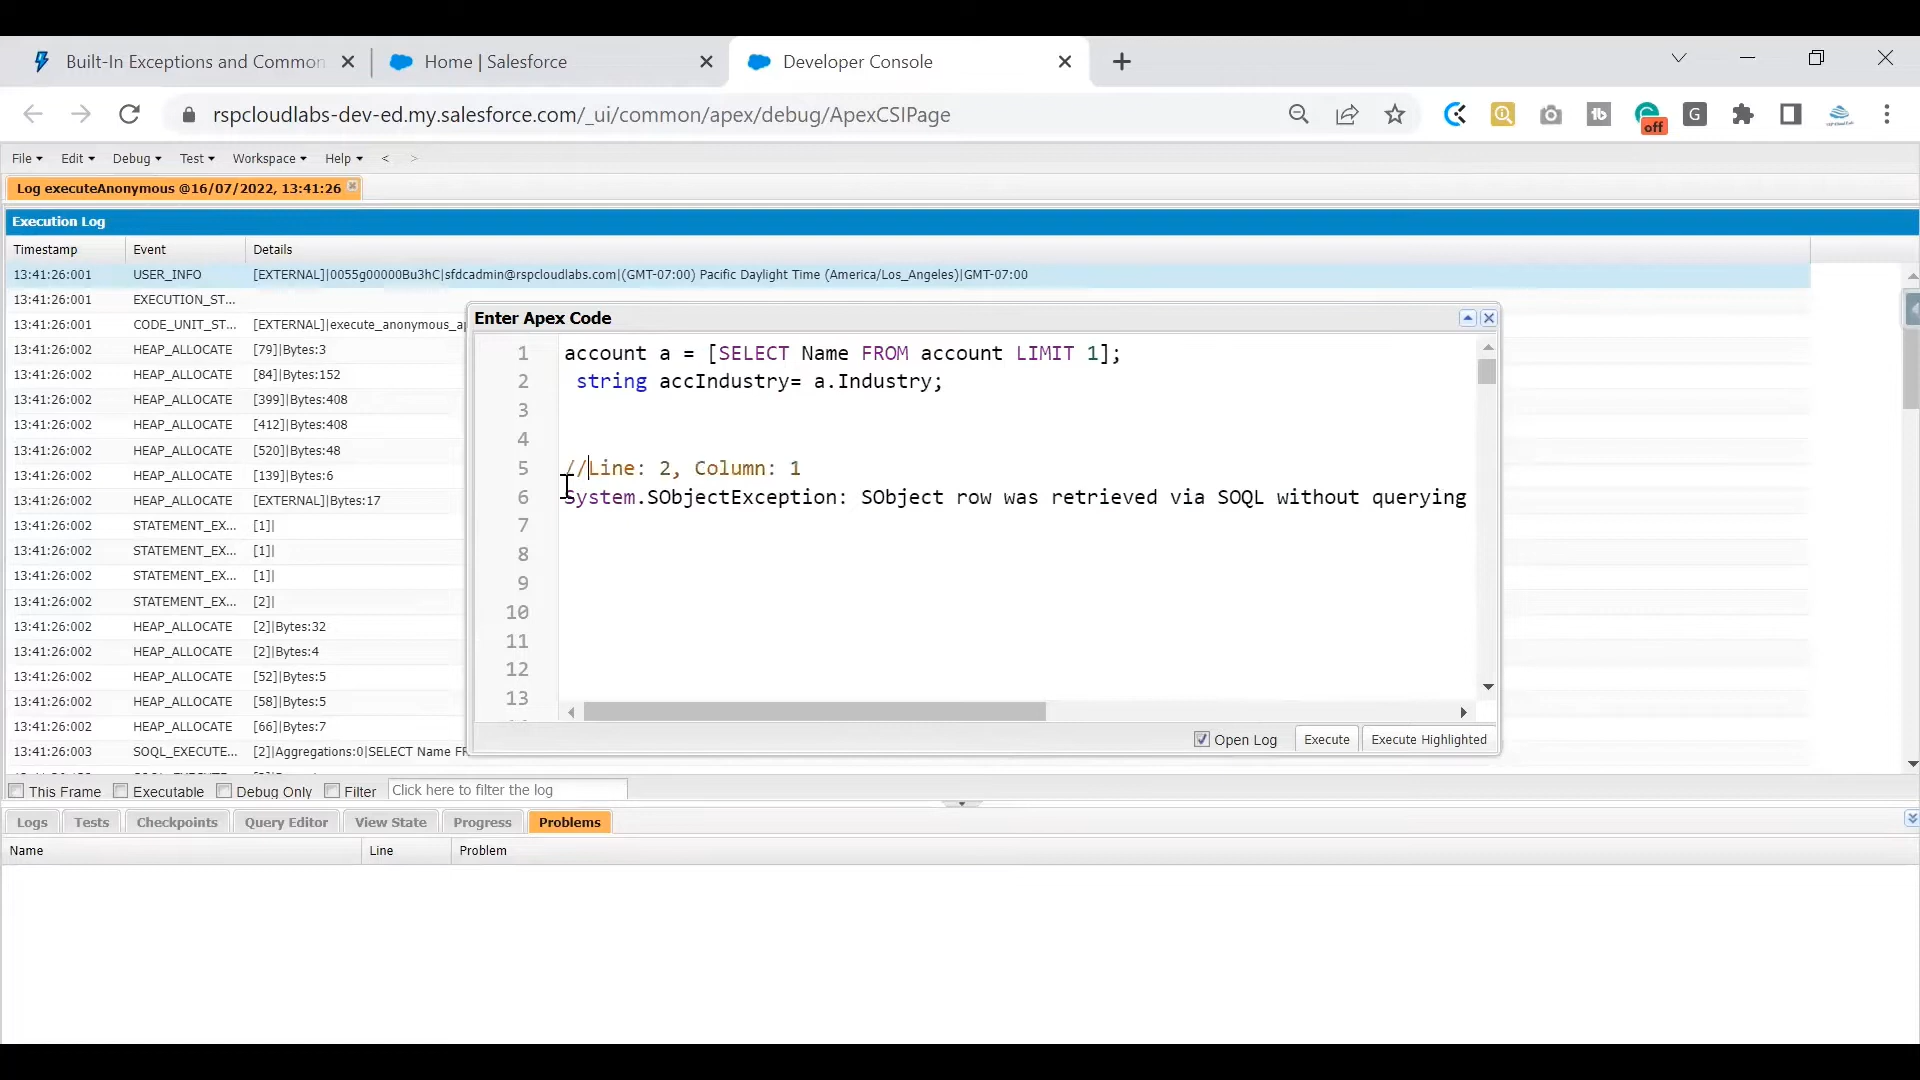 Built-In Exceptions and Common
Home | Salesforce
Developer Console
rspcloudlabs-dev-ed.my.salesforce.com/_ui/common/apex/debug/ApexCSIPage
off
G
File
Edit
Debug
Test
Workspace
Help
<
>
Log executeAnonymous @16/07/2022, 13:41:26
Execution Log
Timestamp Event Details
13:41:26:001 USER_INFO [EXTERNAL]|0055g00000Bu3hC|sfdcadmin@rspcloudlabs.com|(GMT-07:00) Pacific Daylight Time (America/Los_Angeles)|GMT-07:00
13:41:26:001 EXECUTION_ST...
13:41:26:001 CODE_UNIT_ST... [EXTERNAL]|execute_anonymous_ap
13:41:26:002 HEAP_ALLOCATE [79]|Bytes:3
13:41:26:002 HEAP_ALLOCATE [84]|Bytes:152
13:41:26:002 HEAP_ALLOCATE [399]|Bytes:408
13:41:26:002 HEAP_ALLOCATE [412]|Bytes:408
13:41:26:002 HEAP_ALLOCATE [520]|Bytes:48
13:41:26:002 HEAP_ALLOCATE [139]|Bytes:6
13:41:26:002 HEAP_ALLOCATE [EXTERNAL]|Bytes:17
13:41:26:002 STATEMENT_EX... [1]|
13:41:26:002 STATEMENT_EX... [1]|
13:41:26:002 STATEMENT_EX... [1]|
13:41:26:002 STATEMENT_EX... [2]|
13:41:26:002 HEAP_ALLOCATE [2]|Bytes:32
13:41:26:002 HEAP_ALLOCATE [2]|Bytes:4
13:41:26:002 HEAP_ALLOCATE [52]|Bytes:5
13:41:26:002 HEAP_ALLOCATE [58]|Bytes:5
13:41:26:002 HEAP_ALLOCATE [66]|Bytes:7
13:41:26:003 SOQL_EXECUTE... [2]|Aggregations:0|SELECT Name FR
Enter Apex Code
1 account a = [SELECT Name FROM account LIMIT 1];
2 string accIndustry= a.Industry;
3
4
5 //Line: 2, Column: 1
6 System.SObjectException: SObject row was retrieved via SOQL without querying
7
8
9
10
11
12
13
Open Log
Execute
Execute Highlighted
This Frame
Executable
Debug Only
Filter
Click here to filter the log
Logs
Tests
Checkpoints
Query Editor
View State
Progress
Problems
Name Line Problem